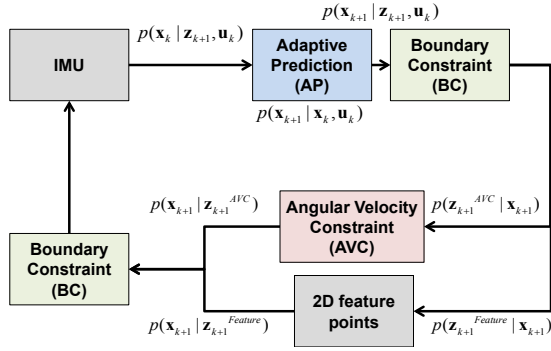 p(x_{k+1} | z_{k+1}, u_k)
p(x_k | z_{k+1}, u_k)
IMU
Adaptive
Prediction
(AP)
Boundary
Constraint
(BC)
p(x_{k+1} | x_k, u_k)
p(x_{k+1} | z_{k+1}^{AVC})
Angular Velocity
Constraint
(AVC)
p(z_{k+1}^{AVC} | x_{k+1})
Boundary
Constraint
(BC)
2D feature
points
p(x_{k+1} | z_{k+1}^{Feature})
p(z_{k+1}^{Feature} | x_{k+1})